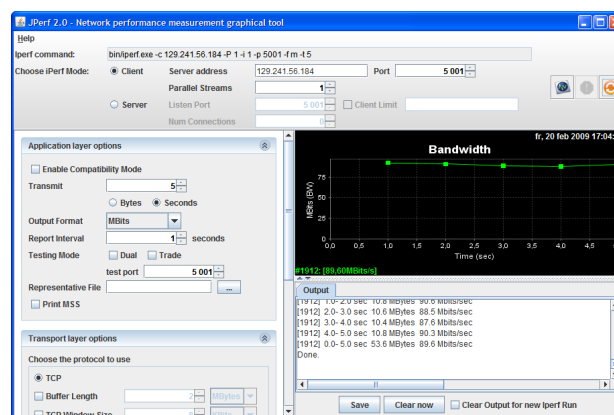 JPerf 2.0 - Network performance measurement graphical tool
Help
Iperf command: bin/iperf.exe -c 129.241.56.184 -P 1 -i 1 -p 5001 -f m -t 5
Choose iPerf Mode: Client Server address 129.241.56.184 Port 5 001
Parallel Streams 1
Server Listen Port 5 001 Client Limit
Num Connections 0
Application layer options
Enable Compatibility Mode
Transmit 5
Bytes Seconds
Output Format MBits
Report Interval 1 seconds
Testing Mode Dual Trade
test port 5 001
Representative File ...
Print MSS
Transport layer options
Choose the protocol to use
TCP
Buffer Length 2 MBytes
TCP Window Size
fr, 20 feb 2009 17:04:
Bandwidth
MBits (BW)
75
50
25
0
0,0 0,5 1,0 1,5 2,0 2,5 3,0 3,5 4,0 4,5
Time (sec)
#1912: [89,60MBits/s]
Output
[1912] 1.0- 2.0 sec 10.8 MBytes 90.6 Mbits/sec
[1912] 2.0- 3.0 sec 10.6 MBytes 88.5 Mbits/sec
[1912] 3.0- 4.0 sec 10.4 MBytes 87.6 Mbits/sec
[1912] 4.0- 5.0 sec 10.8 MBytes 90.3 Mbits/sec
[1912] 0.0- 5.0 sec 53.6 MBytes 89.6 Mbits/sec
Done.
Save Clear now Clear Output for new Iperf Run